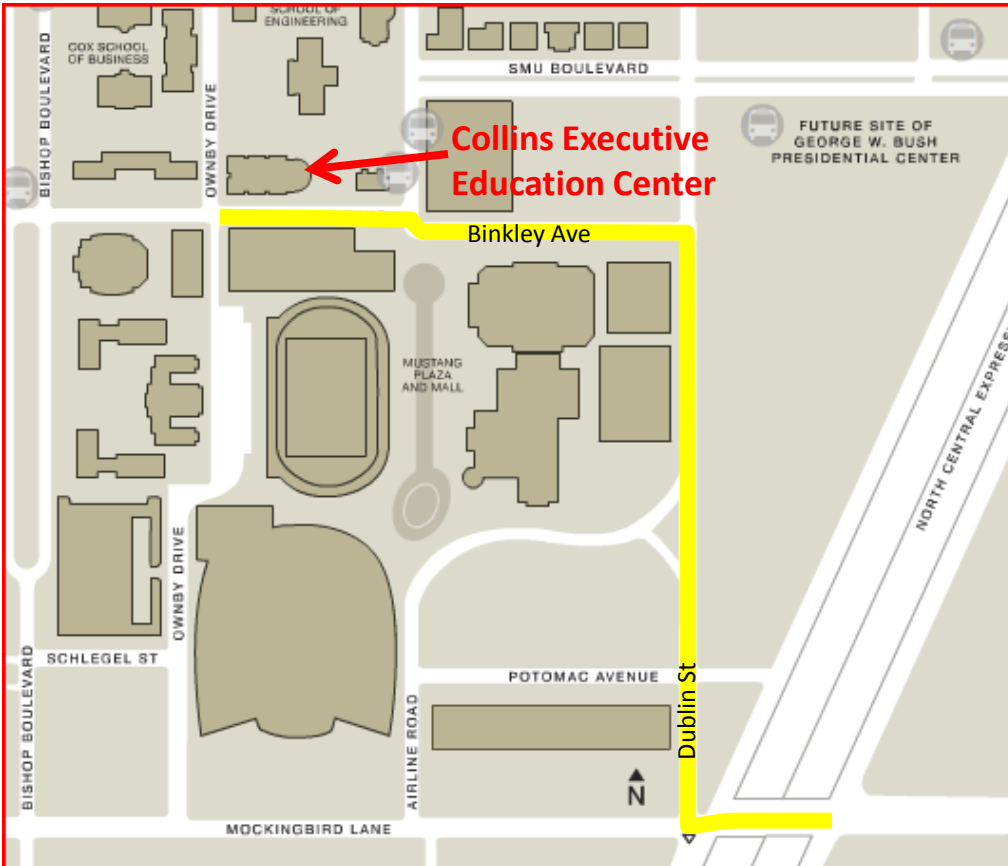 SCHOOL OF
ENGINEERING
COX SCHOOL
OF BUSINESS
BISHOP BOULEVARD
OWNBY DRIVE
SMU BOULEVARD
Collins Executive
Education Center
FUTURE SITE OF
GEORGE W. BUSH
PRESIDENTIAL CENTER
Binkley Ave
MUSTANG
PLAZA
AND MALL
NORTH CENTRAL EXPRESS
OWNBY DRIVE
SCHLEGEL ST
BISHOP BOULEVARD
POTOMAC AVENUE
Dublin St
AIRLINE ROAD
N
MOCKINGBIRD LANE